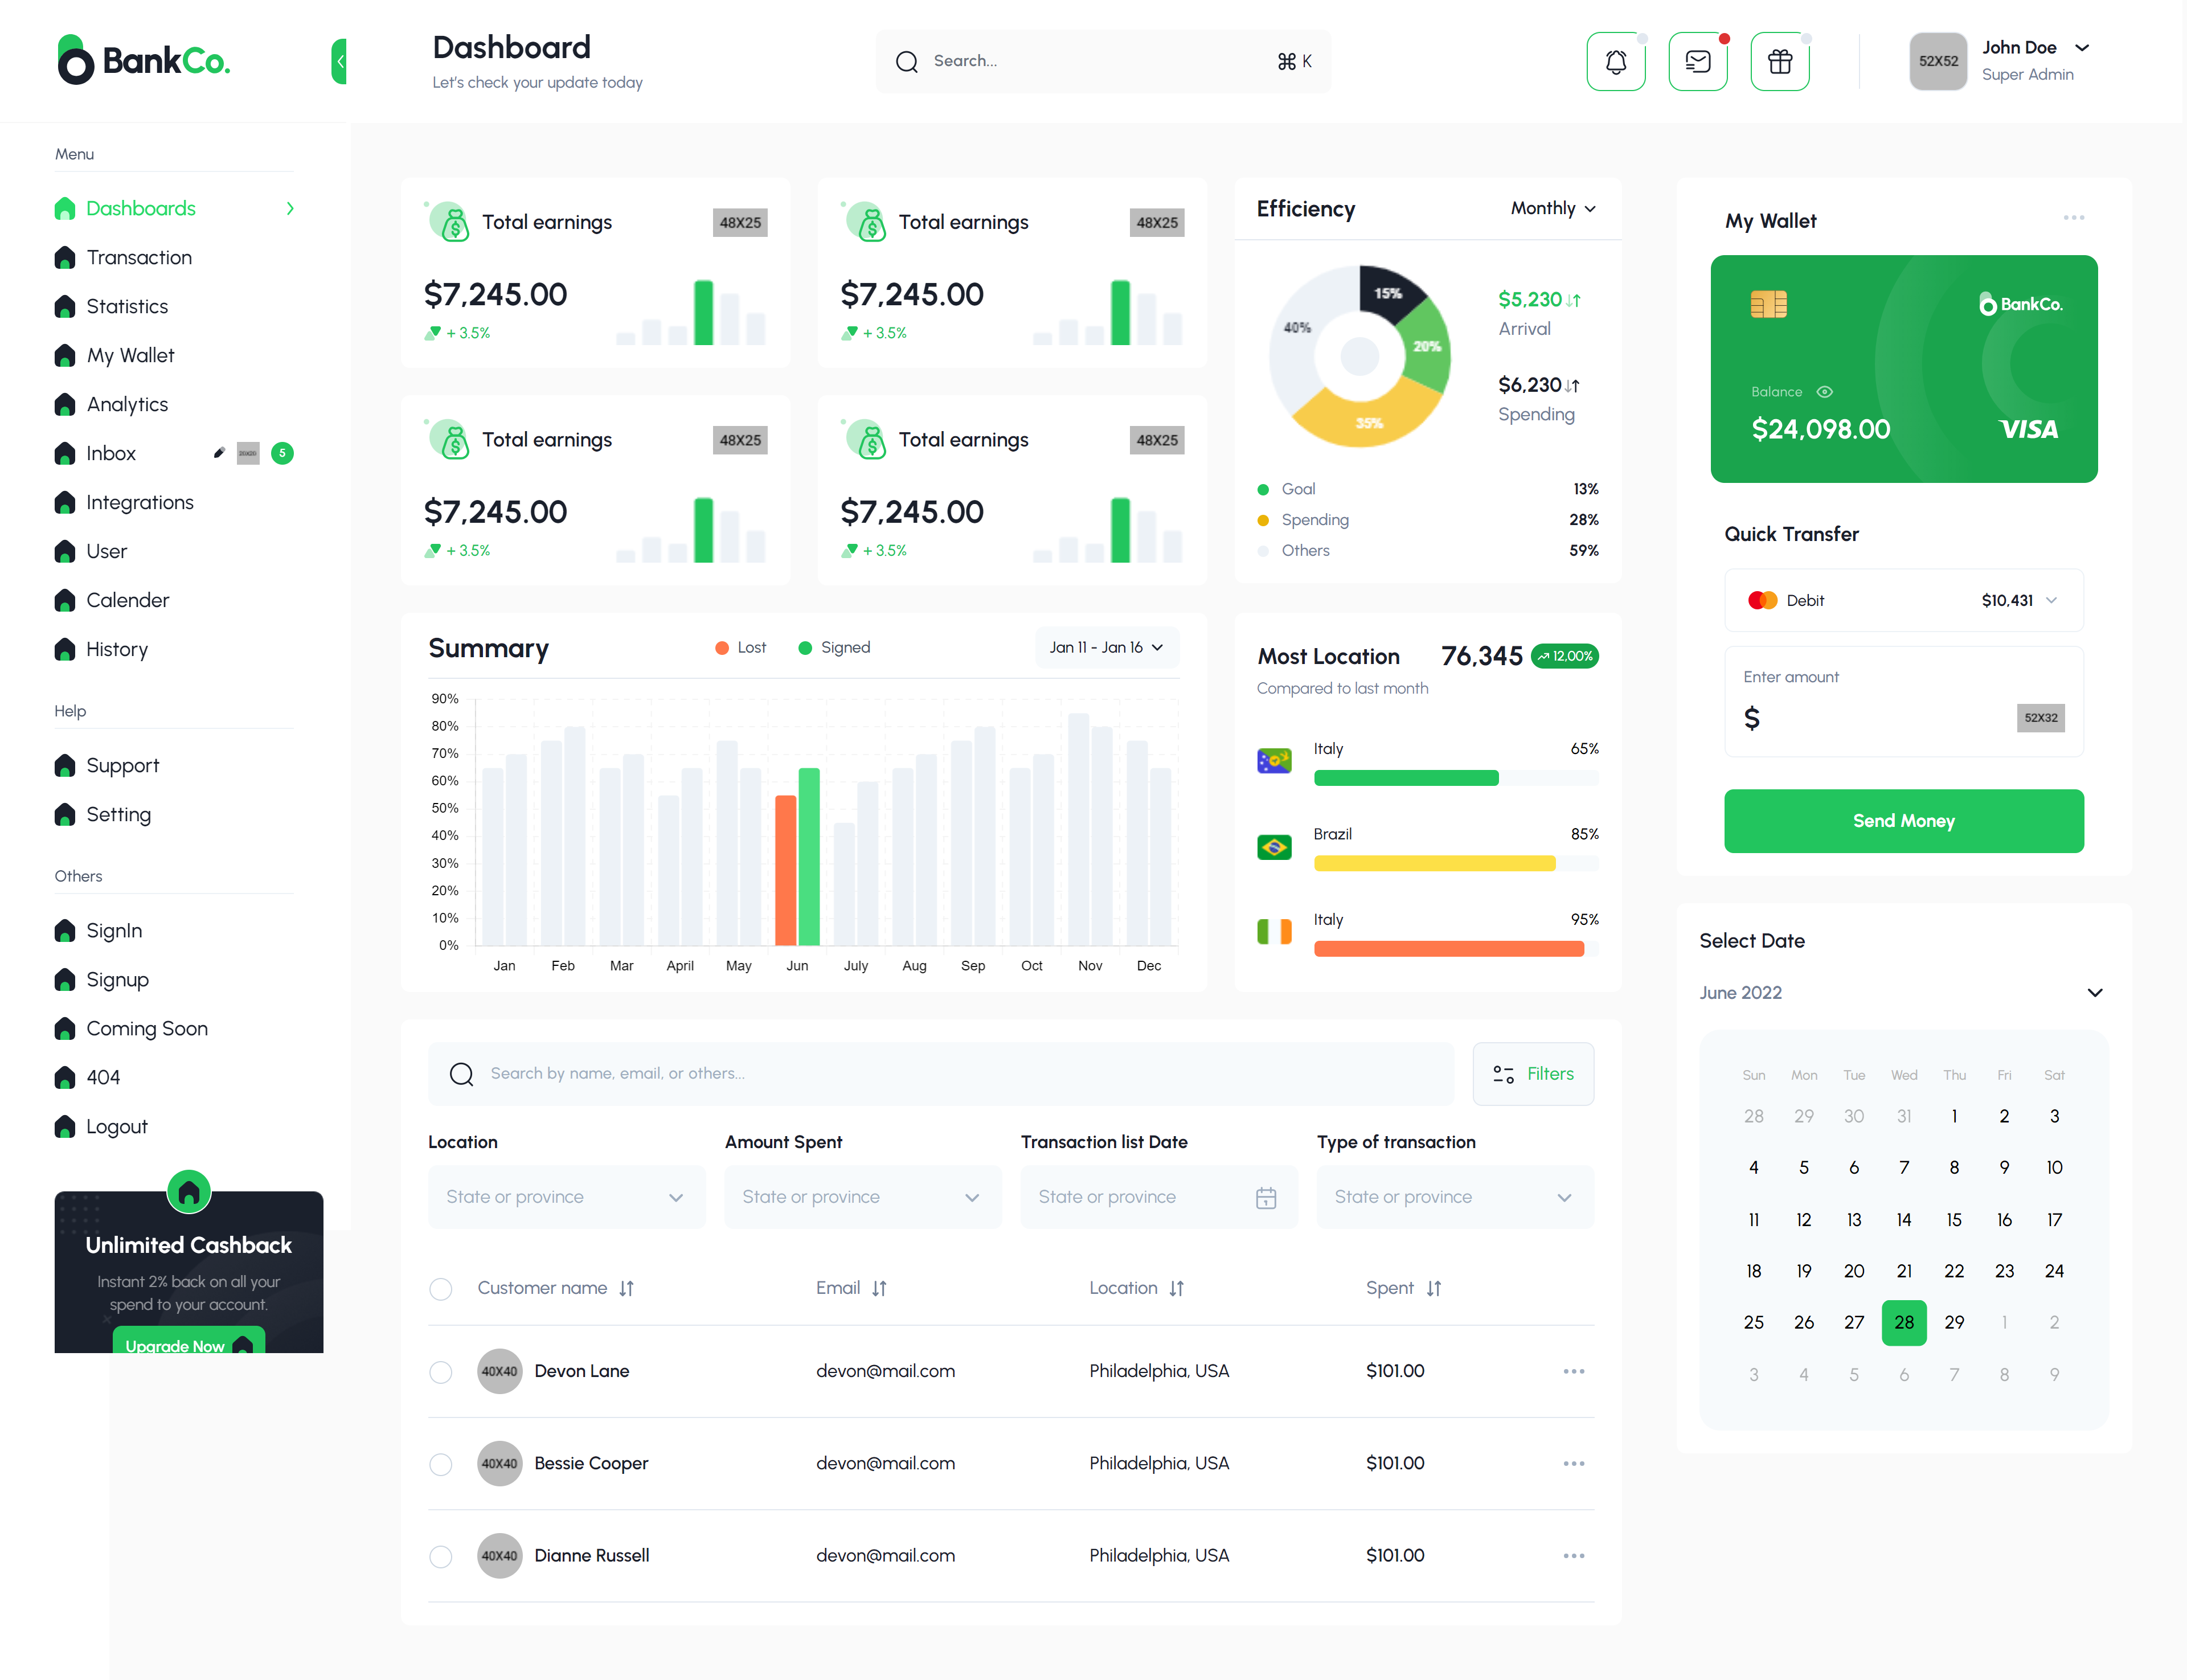 BankCo.
Dashboard
Let's check your update today
Search...
⌘ K
52X52
John Doe
Super Admin
Menu
Dashboards
Transaction
Statistics
My Wallet
Analytics
Inbox
20X20
5
Integrations
User
Calender
History
Help
Support
Setting
Others
SignIn
Signup
Coming Soon
404
Logout
Unlimited Cashback
Instant 2% back on all your
spend to your account.
Upgrade Now
Total earnings
48X25
$7,245.00
+ 3.5%
Total earnings
48X25
$7,245.00
+ 3.5%
Total earnings
48X25
$7,245.00
+ 3.5%
Total earnings
48X25
$7,245.00
+ 3.5%
Efficiency
Monthly
15%
20%
35%
40%
$5,230
Arrival
$6,230
Spending
Goal 13%
Spending 28%
Others 59%
Summary
Lost
Signed
Jan 11 - Jan 16
90%
80%
70%
60%
50%
40%
30%
20%
10%
0%
Jan Feb Mar April May Jun July Aug Sep Oct Nov Dec
Most Location
76,345
12,00%
Compared to last month
Italy 65%
Brazil 85%
Italy 95%
Search by name, email, or others...
Filters
Location
State or province
Amount Spent
State or province
Transaction list Date
State or province
Type of transaction
State or province
Customer name Email Location Spent
40X40 Devon Lane devon@mail.com Philadelphia, USA $101.00
40X40 Bessie Cooper devon@mail.com Philadelphia, USA $101.00
40X40 Dianne Russell devon@mail.com Philadelphia, USA $101.00
My Wallet
BankCo.
Balance
$24,098.00
VISA
Quick Transfer
Debit
$10,431
Enter amount
$
52X32
Send Money
Select Date
June 2022
Sun Mon Tue Wed Thu Fri Sat
28 29 30 31 1 2 3
4 5 6 7 8 9 10
11 12 13 14 15 16 17
18 19 20 21 22 23 24
25 26 27 28 29 1 2
3 4 5 6 7 8 9